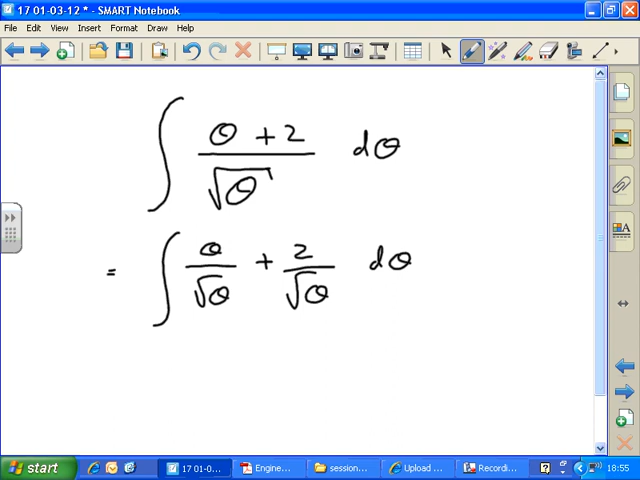 17 01-03-12 * - SMART Notebook
File Edit View Insert Format Draw Help
∫ (θ + 2)/√θ dθ
= ∫ θ/√θ + 2/√θ dθ
start 17 01-0... Engine... session... Upload ... Recordi... 18:55